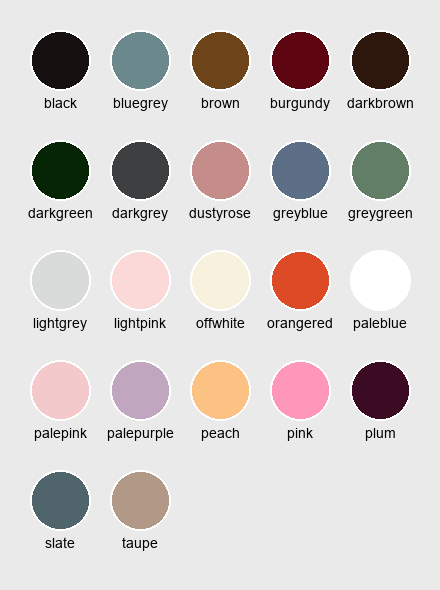 black bluegrey brown burgundy darkbrown
darkgreen darkgrey dustyrose greyblue greygreen
lightgrey lightpink offwhite orangered paleblue
palepink palepurple peach pink plum
slate taupe